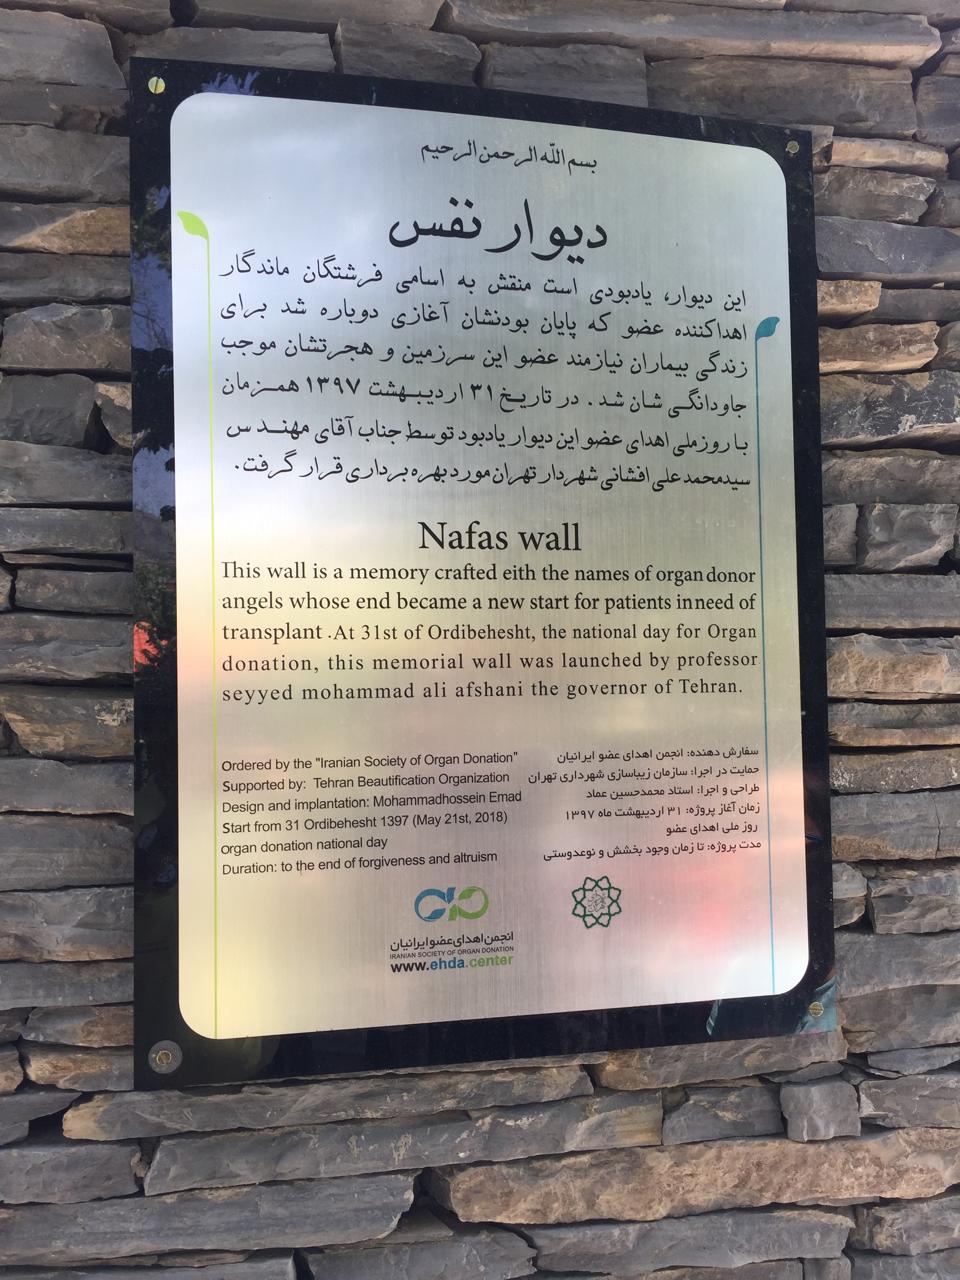 بسم الله الرحمن الرحیم
دیوار نفس
این دیوار، یادبودی است منقش به اسامی فرشتگان ماندگار
اهداکننده عضو که پایان بودنشان آغازی دوباره شد برای
زندگی بیماران نیازمند عضو این سرزمین و هجرتشان موجب
جاودانگی شان شد . در تاریخ ۳۱ اردیبهشت ۱۳۹۷ همزمان
با روز ملی اهدای عضو این دیوار یادبود توسط جناب آقای مهند س
سیدمحمد علی افشانی شهردار تهران مورد بهره برداری قرار گرفت.
Nafas wall
This wall is a memory crafted eith the names of organ donor
angels whose end became a new start for patients in need of
transplant .At 31st of Ordibehesht, the national day for Organ
donation, this memorial wall was launched by professor
seyyed mohammad ali afshani the governor of Tehran.
Ordered by the "Iranian Society of Organ Donation"
Supported by: Tehran Beautification Organization
Design and implantation: Mohammadhossein Emad
Start from 31 Ordibehesht 1397 (May 21st, 2018)
organ donation national day
Duration: to the end of forgiveness and altruism
سفارش دهنده: انجمن اهدای عضو ایرانیان
حمایت در اجرا: سازمان زیباسازی شهرداری تهران
طراحی و اجرا: استاد محمدحسین عماد
زمان آغاز پروژه: ۳۱ اردیبهشت ماه ۱۳۹۷
روز ملی اهدای عضو
مدت پروژه: تا زمان وجود بخشش و نوعدوستی
انجمن اهدای عضو ایرانیان
IRANIAN SOCIETY OF ORGAN DONATION
www.ehda.center